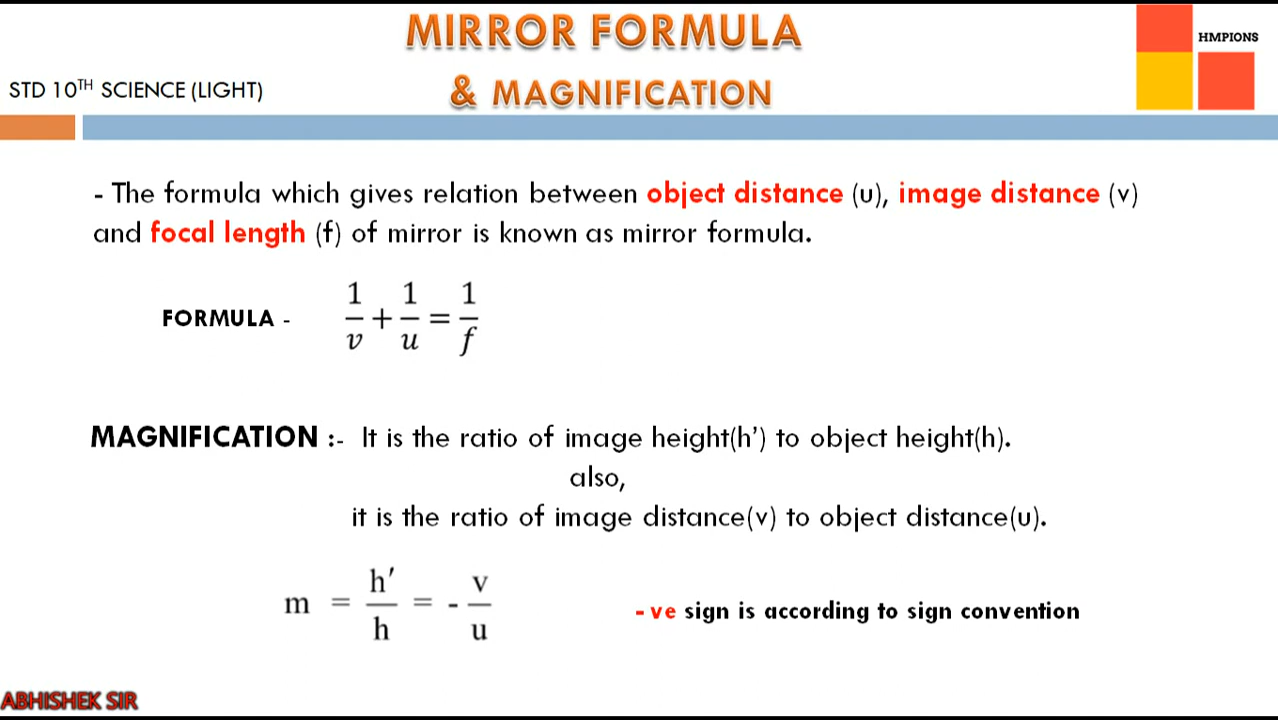 MIRROR FORMULA
& MAGNIFICATION
HMPIONS
STD 10TH SCIENCE (LIGHT)
- The formula which gives relation between object distance (u), image distance (v)
and focal length (f) of mirror is known as mirror formula.
FORMULA - 1/v + 1/u = 1/f
MAGNIFICATION :- It is the ratio of image height(h’) to object height(h).
also,
it is the ratio of image distance(v) to object distance(u).
m = h′/h = - v/u
- ve sign is according to sign convention
ABHISHEK SIR